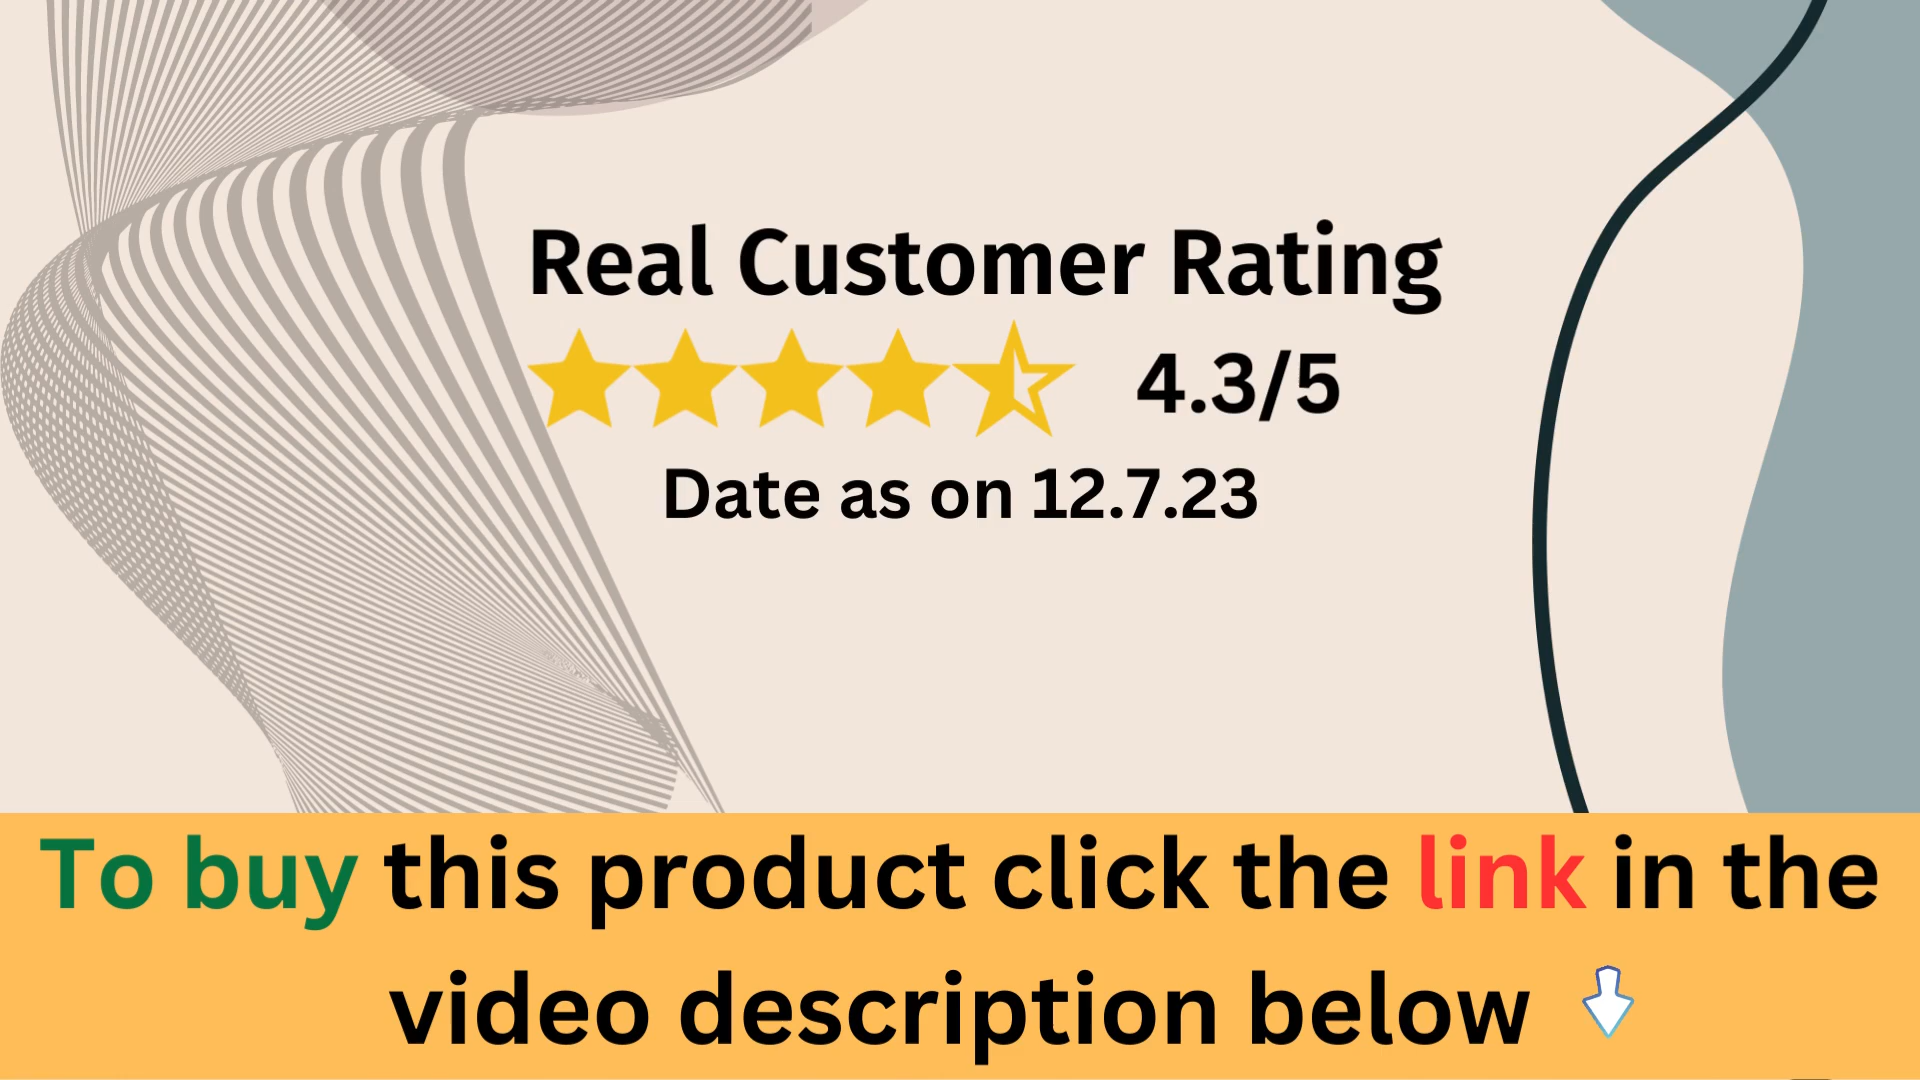 Real Customer Rating
4.3/5
Date as on 12.7.23
To buy this product click the link in the
video description below